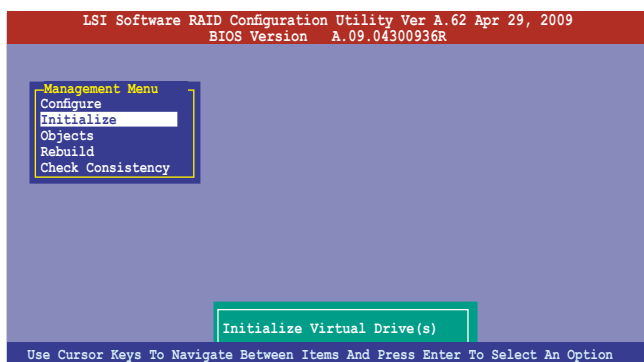 LSI Software RAID Configuration Utility Ver A.62 Apr 29, 2009
BIOS Version A.09.04300936R
Management Menu
Configure
Initialize
Objects
Rebuild
Check Consistency
Initialize Virtual Drive(s)
Use Cursor Keys To Navigate Between Items And Press Enter To Select An Option